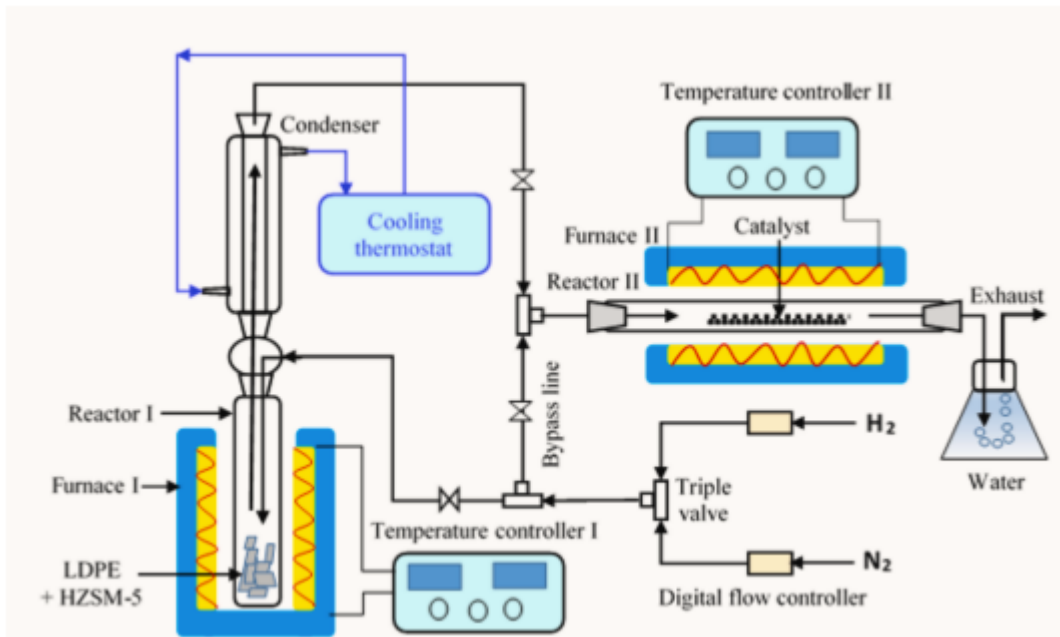 Condenser
Cooling
thermostat
Temperature controller II
Furnace II
Catalyst
Reactor II
Exhaust
Reactor I
Bypass line
H2
Furnace I
Triple
valve
Water
Temperature controller I
LDPE
+ HZSM-5
N2
Digital flow controller